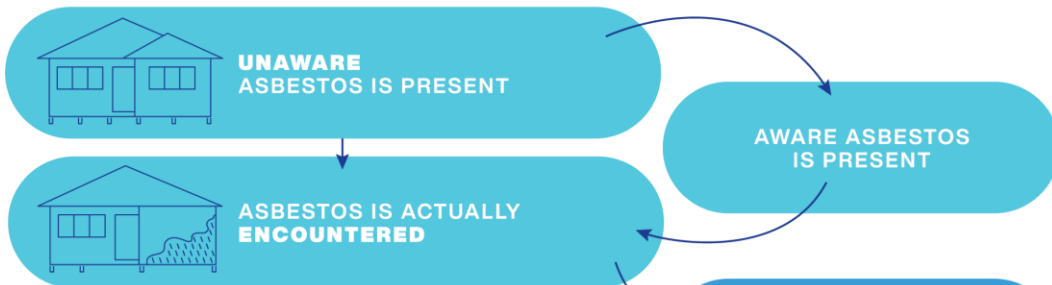 UNAWARE
ASBESTOS IS PRESENT
AWARE ASBESTOS
IS PRESENT
ASBESTOS IS ACTUALLY
ENCOUNTERED